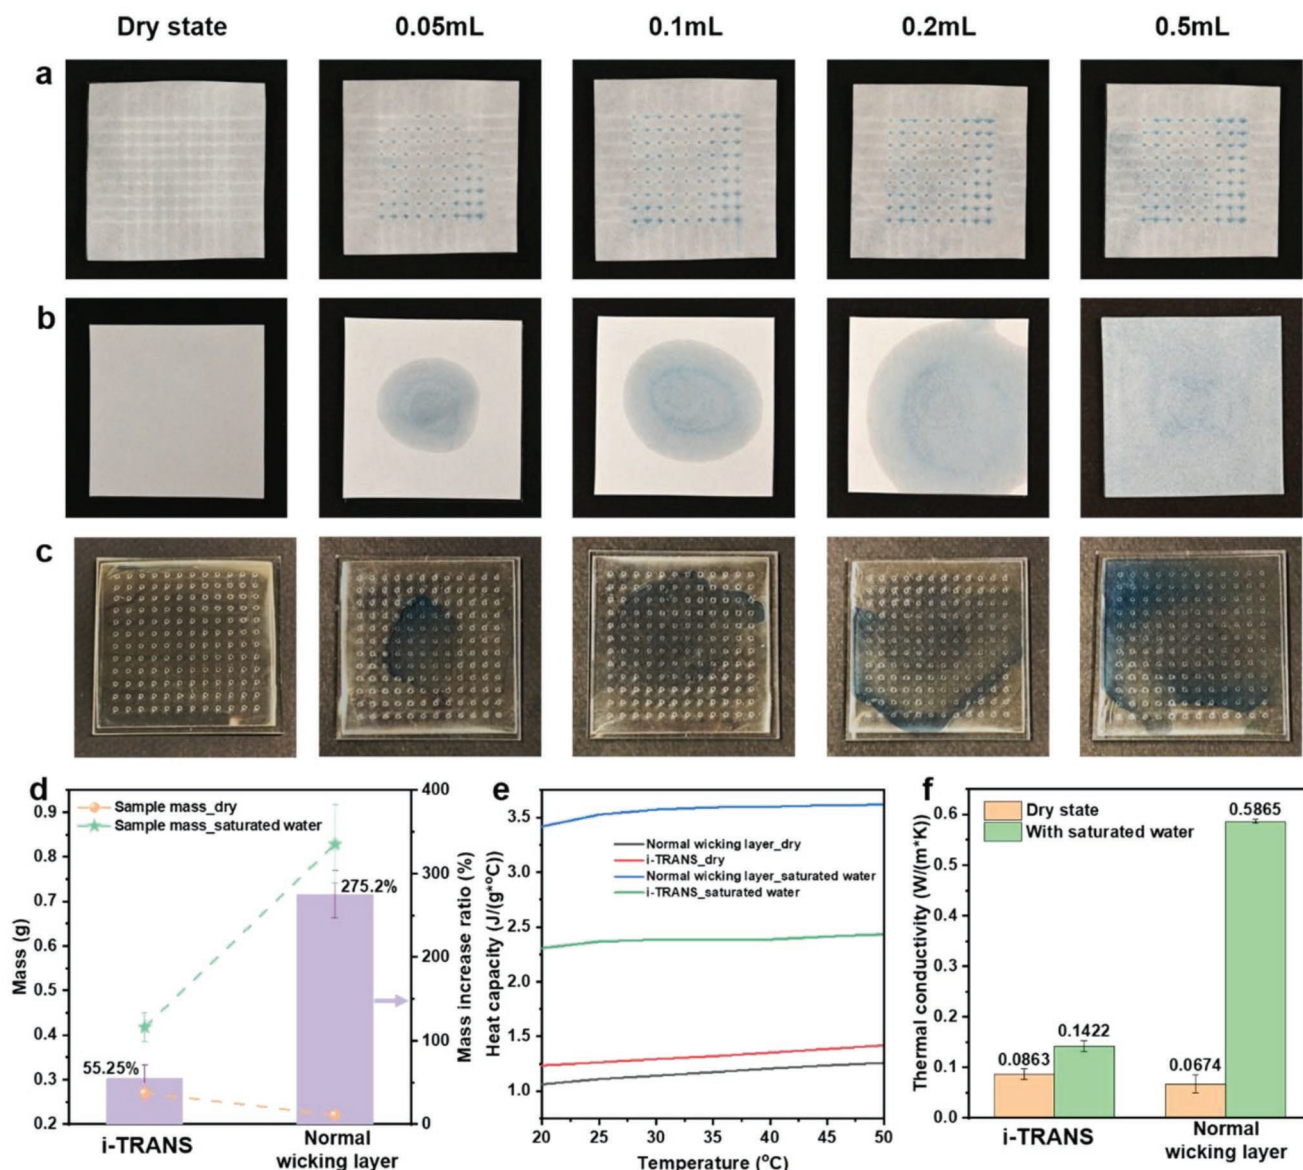 Dry state 0.05mL 0.1mL 0.2mL 0.5mL
a
b
c
d
Sample mass_dry
Sample mass_saturated water
Mass (g)
0.9
0.8
0.7
0.6
0.5
0.4
0.3
0.2
55.25%
275.2%
400
300
200
100
0
Mass increase ratio (%)
i-TRANS
Normal
wicking layer
e
Heat capacity (J/(g*°C))
3.5
3.0
2.5
2.0
1.5
1.0
Normal wicking layer_dry
i-TRANS_dry
Normal wicking layer_saturated water
i-TRANS_saturated water
20 25 30 35 40 45 50
Temperature (°C)
f
Thermal conductivity (W/(m*K))
0.6
0.5
0.4
0.3
0.2
0.1
0.0
Dry state
With saturated water
0.0863
0.1422
0.0674
0.5865
i-TRANS
Normal
wicking layer